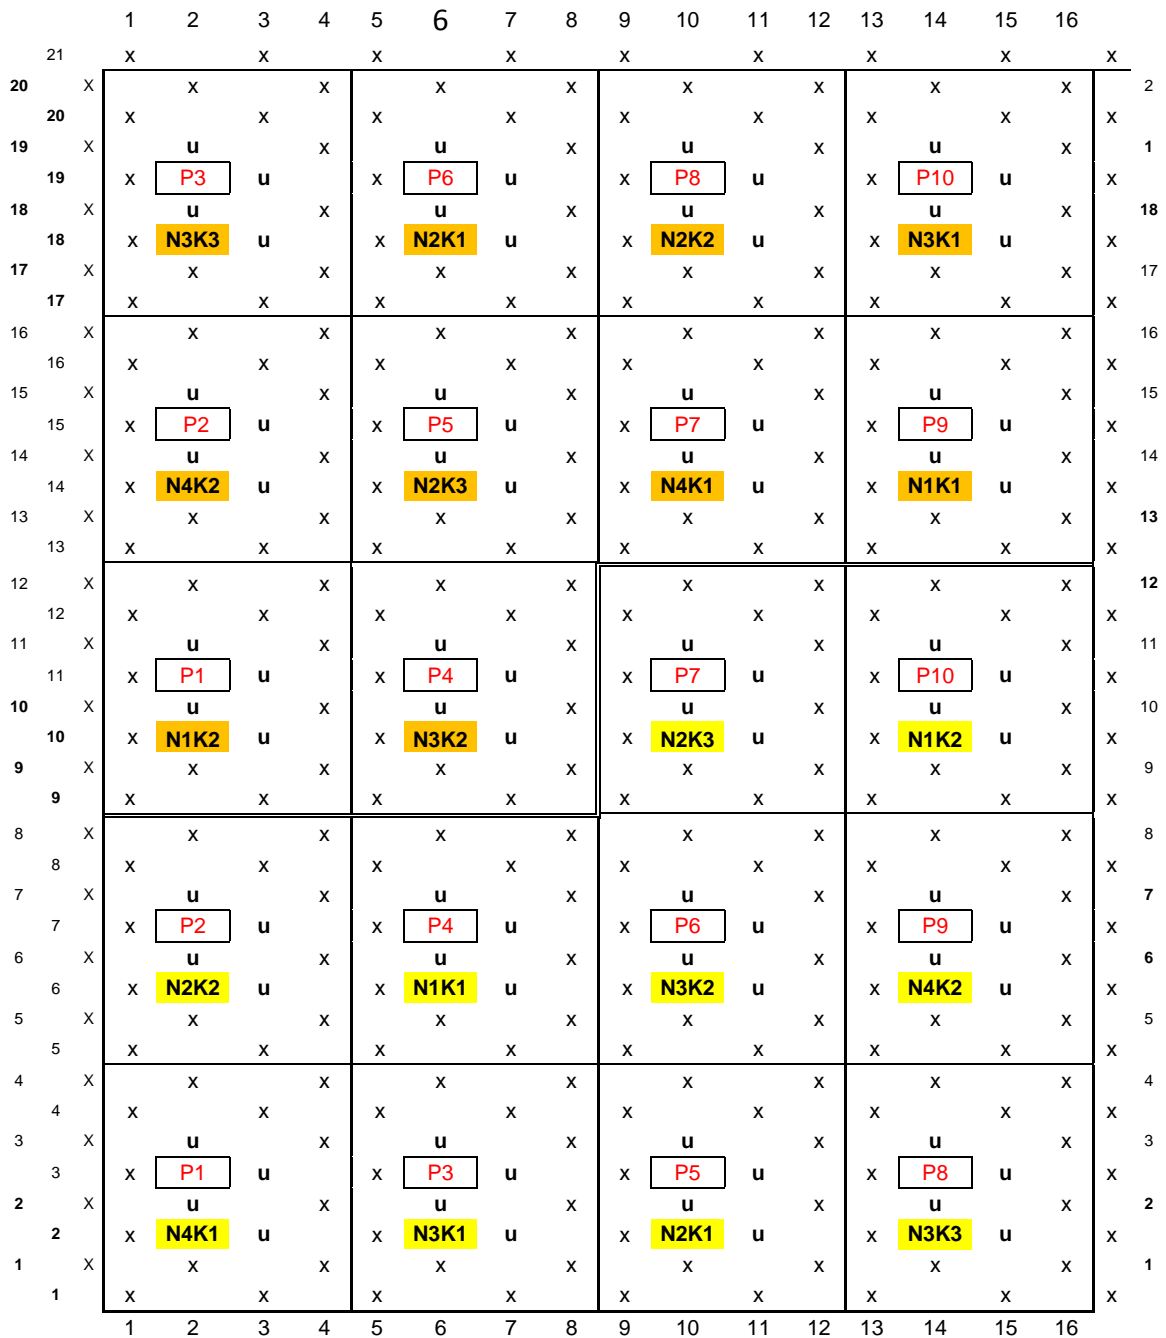 1 2 3 4 5 6 7 8 9 10 11 12 13 14 15 16
21 x x x x x x x x x
20 X x x x x x x x x 2
20 x x x x x x x x x
19 X u x u x u x u x 1
19 x P3 u x P6 u x P8 u x P10 u x
18 X u x u x u x u x 18
18 x N3K3 u x N2K1 u x N2K2 u x N3K1 u x
17 X x x x x x x x x 17
17 x x x x x x x x x
16 X x x x x x x x x 16
16 x x x x x x x x x
15 X u x u x u x u x 15
15 x P2 u x P5 u x P7 u x P9 u x
14 X u x u x u x u x 14
14 x N4K2 u x N2K3 u x N4K1 u x N1K1 u x
13 X x x x x x x x x 13
13 x x x x x x x x x
12 X x x x x x x x x 12
12 x x x x x x x x x
11 X u x u x u x u x 11
11 x P1 u x P4 u x P7 u x P10 u x
10 X u x u x u x u x 10
10 x N1K2 u x N3K2 u x N2K3 u x N1K2 u x
9 X x x x x x x x x 9
9 x x x x x x x x x
8 X x x x x x x x x 8
8 x x x x x x x x x
7 X u x u x u x u x 7
7 x P2 u x P4 u x P6 u x P9 u x
6 X u x u x u x u x 6
6 x N2K2 u x N1K1 u x N3K2 u x N4K2 u x
5 X x x x x x x x x 5
5 x x x x x x x x x
4 X x x x x x x x x 4
4 x x x x x x x x x
3 X u x u x u x u x 3
3 x P1 u x P3 u x P5 u x P8 u x
2 X u x u x u x u x 2
2 x N4K1 u x N3K1 u x N2K1 u x N3K3 u x
1 X x x x x x x x x 1
1 x x x x x x x x x
1 2 3 4 5 6 7 8 9 10 11 12 13 14 15 16